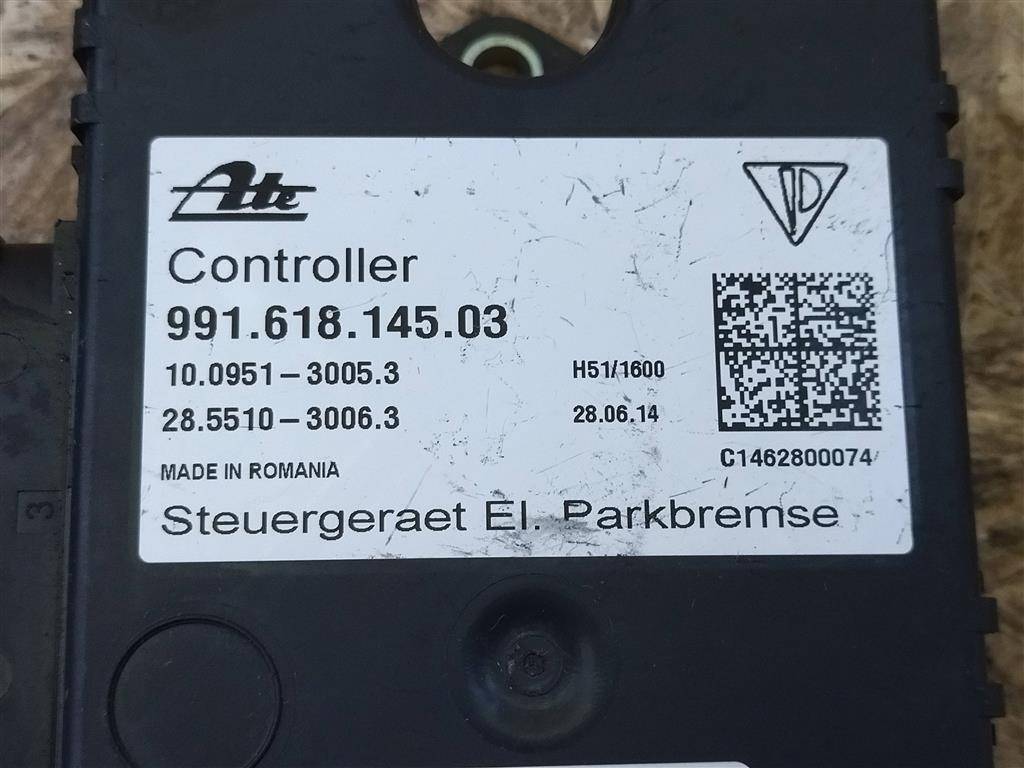 Ate
Controller
991.618.145.03
10.0951-3005.3 H51/1600
28.5510-3006.3 28.06.14
C1462800074
MADE IN ROMANIA
Steuergeraet El. Parkbremse
3